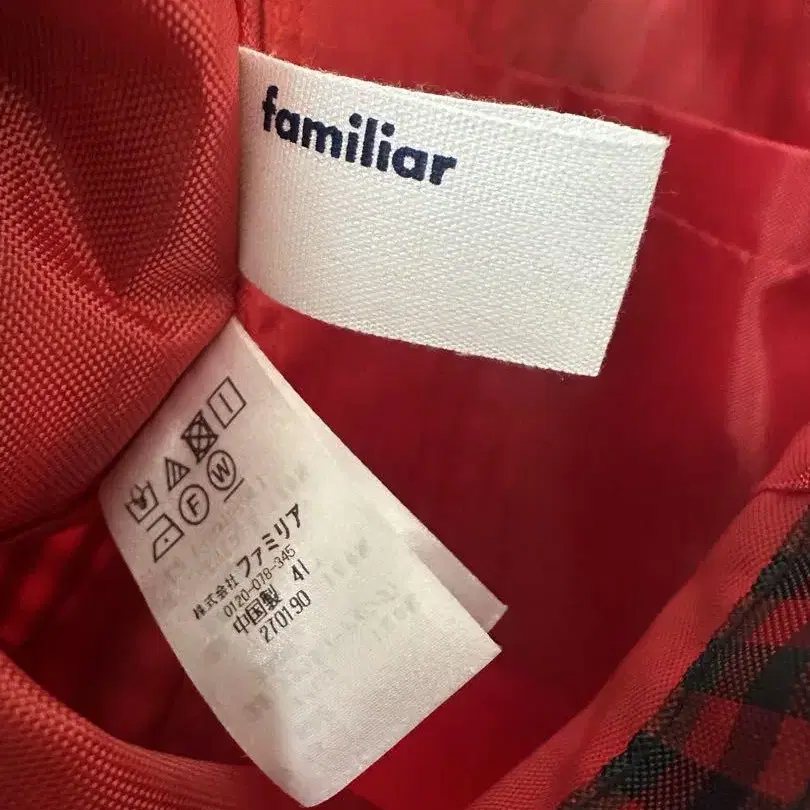 familiar
F W
株式会社 ファミリア
0120-078-345
中国製 41
270190